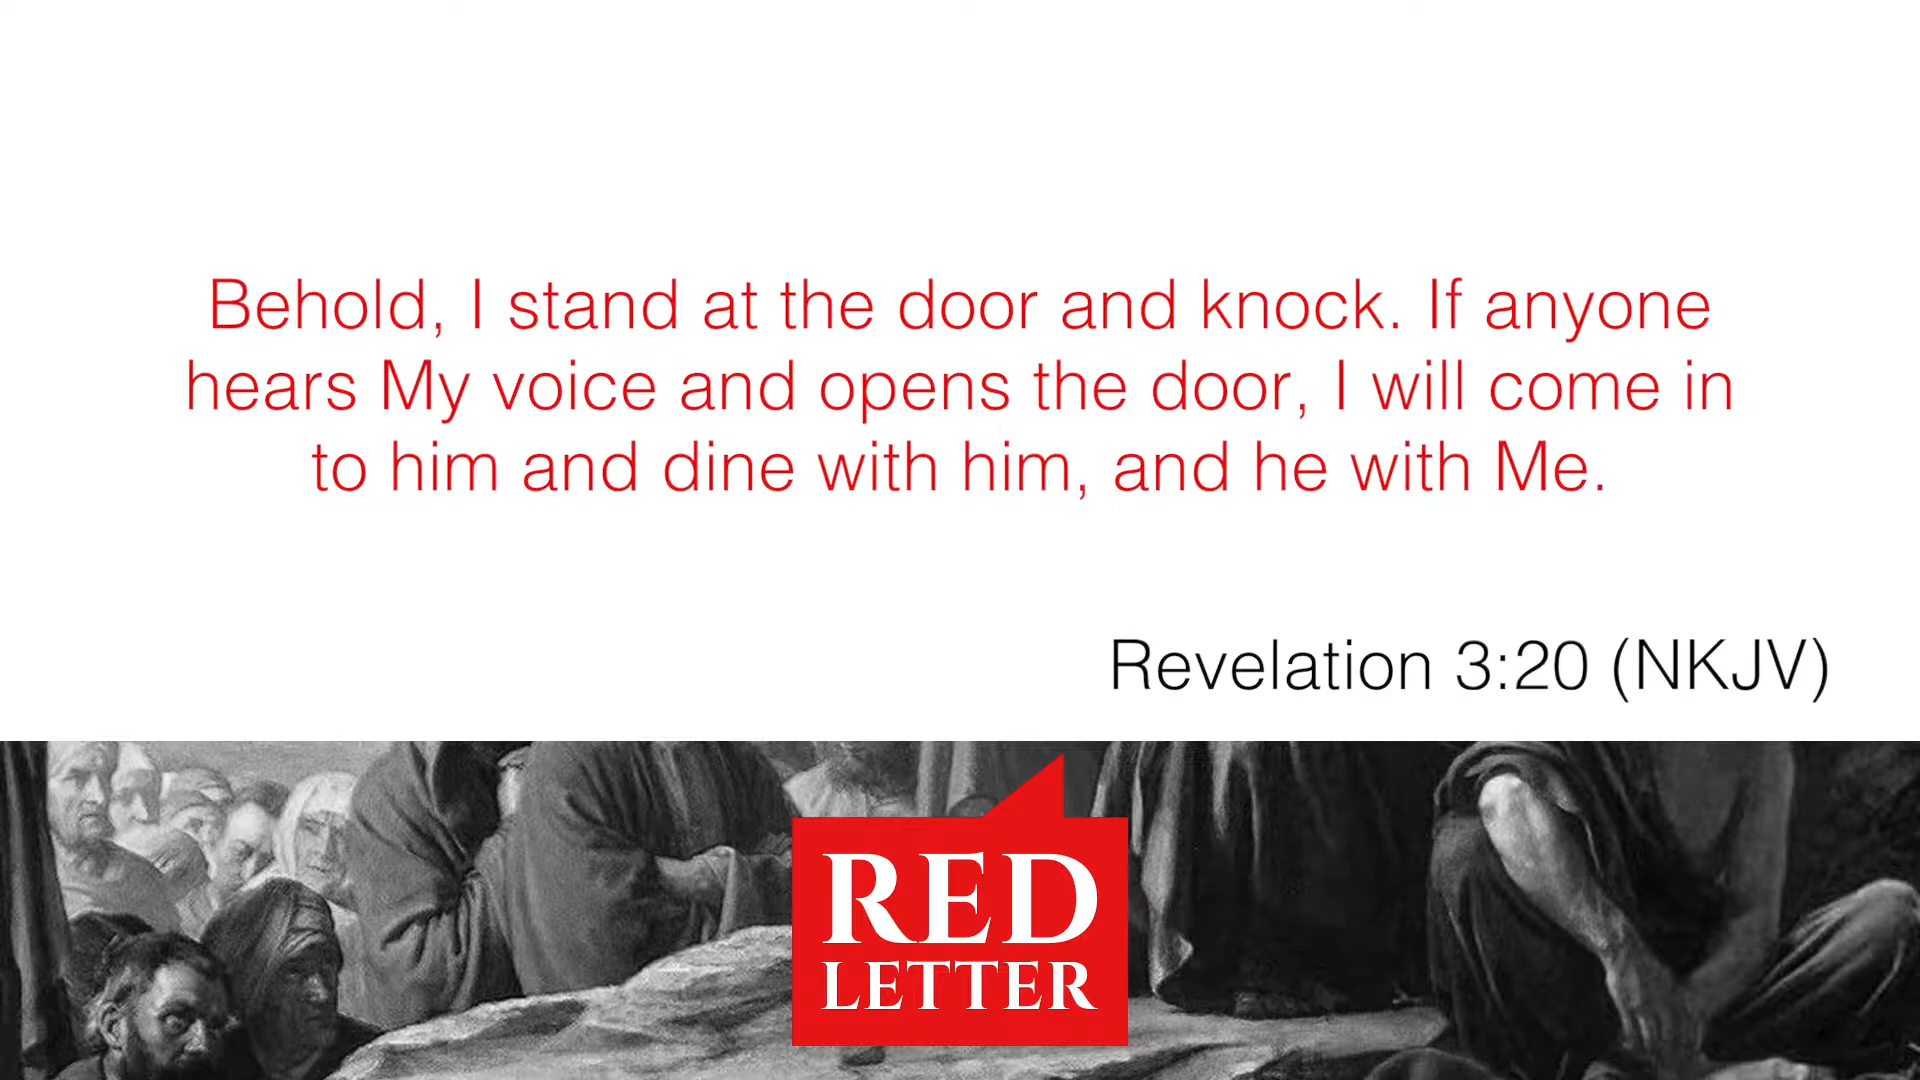 Behold, I stand at the door and knock. If anyone
hears My voice and opens the door, I will come in
to him and dine with him, and he with Me.
Revelation 3:20 (NKJV)
RED
LETTER